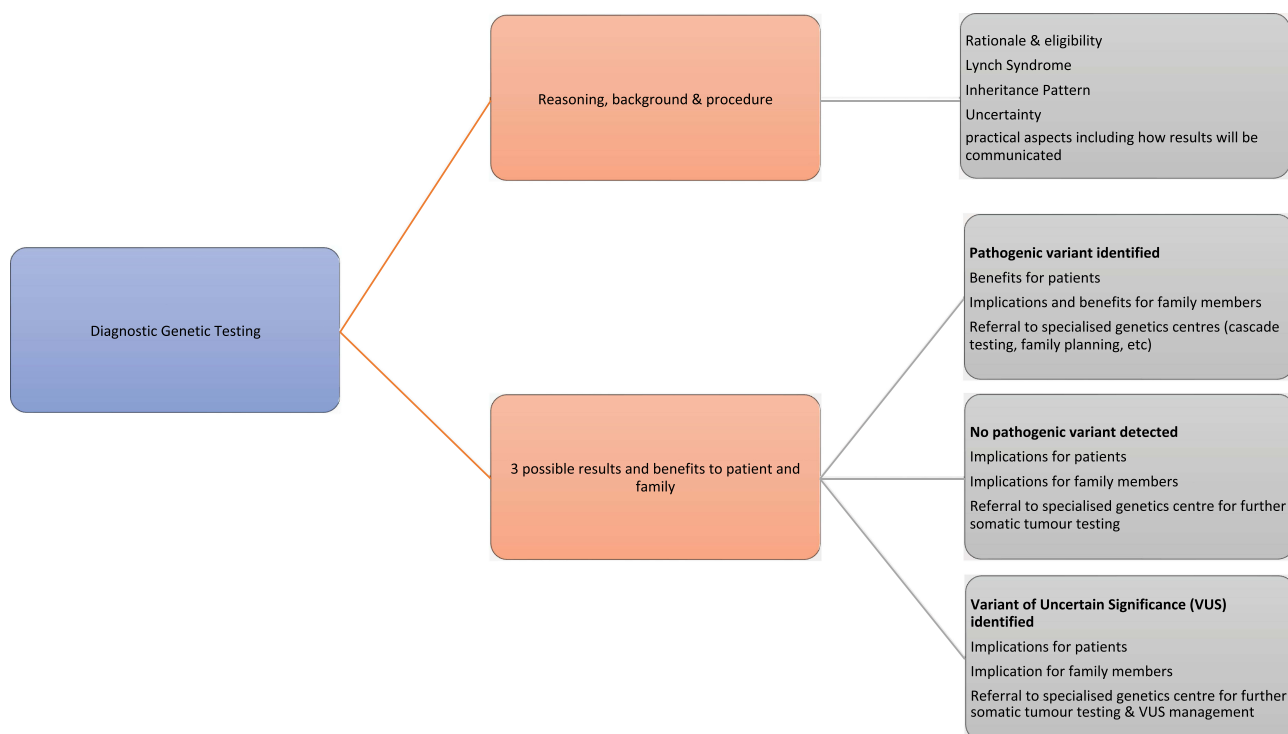 Diagnostic Genetic Testing
Reasoning, background & procedure
Rationale & eligibility
Lynch Syndrome
Inheritance Pattern
Uncertainty
practical aspects including how results will be
communicated
3 possible results and benefits to patient and
family
Pathogenic variant identified
Benefits for patients
Implications and benefits for family members
Referral to specialised genetics centres (cascade
testing, family planning, etc)
No pathogenic variant detected
Implications for patients
Implications for family members
Referral to specialised genetics centre for further
somatic tumour testing
Variant of Uncertain Significance (VUS)
identified
Implications for patients
Implication for family members
Referral to specialised genetics centre for further
somatic tumour testing & VUS management